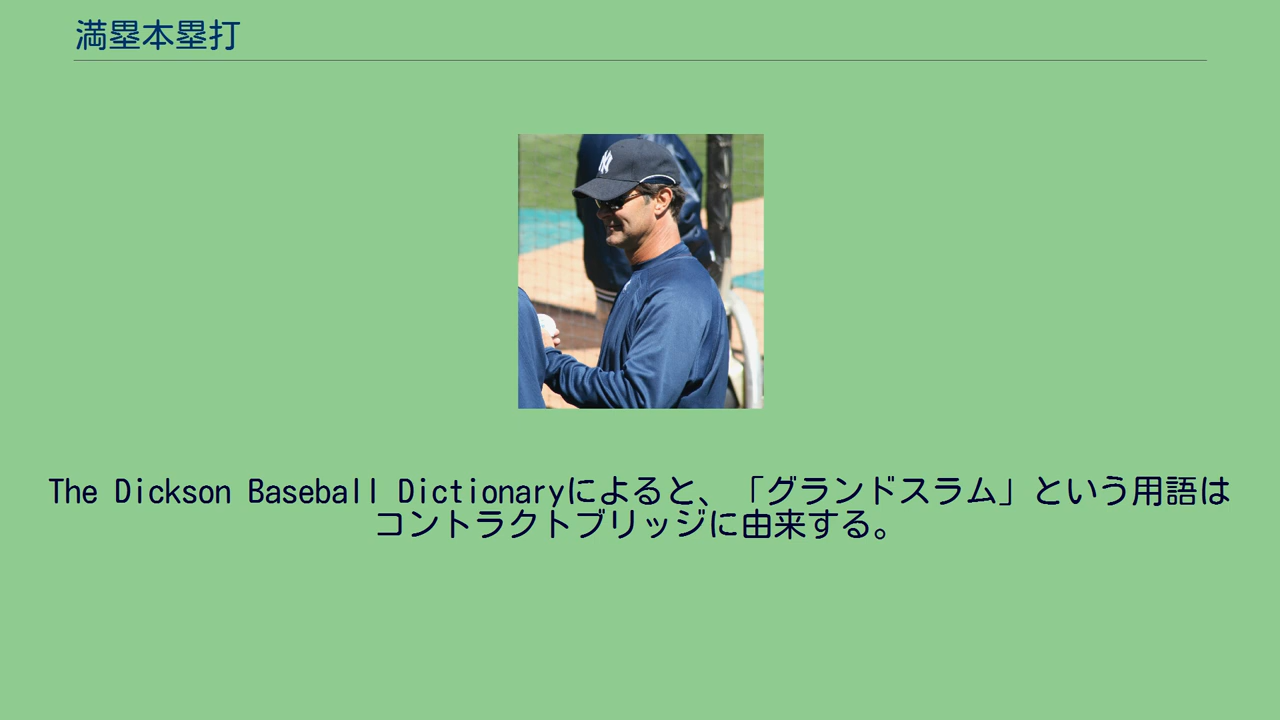 満塁本塁打
NY
The Dickson Baseball Dictionaryによると、「グランドスラム」という用語は
コントラクトブリッジに由来する。